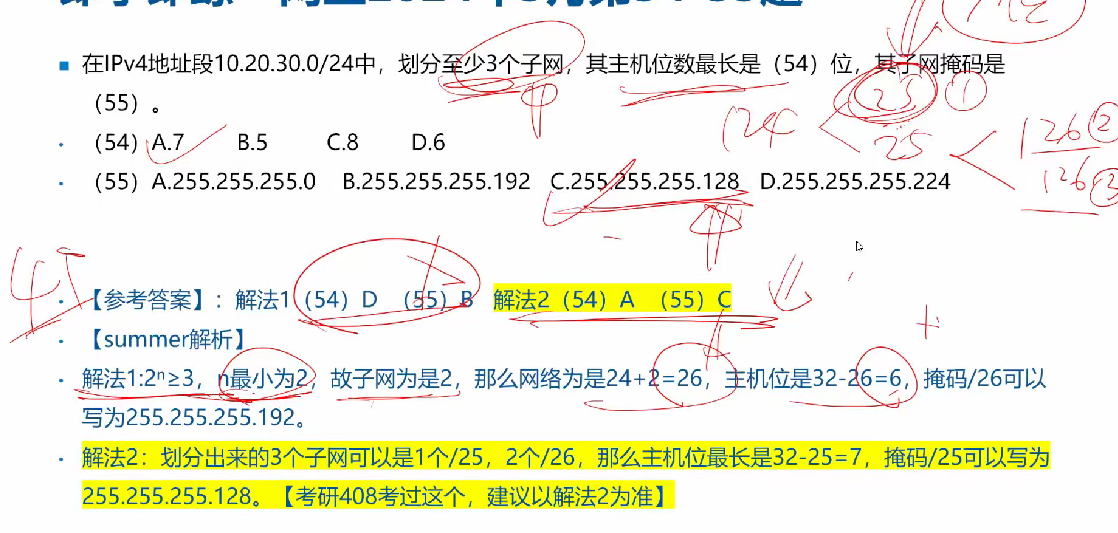 在IPv4地址段10.20.30.0/24中，划分至少3个子网，其主机位数最长是（54）位，其子网掩码是
（55）。
（54）A.7 B.5 C.8 D.6
（55）A.255.255.255.0 B.255.255.255.192 C.255.255.255.128 D.255.255.255.224
【参考答案】：解法1（54）D （55）B 解法2（54）A （55）C
【summer解析】
解法1:2ⁿ≥3，n最小为2，故子网为是2，那么网络为是24+2=26，主机位是32-26=6，掩码/26可以
写为255.255.255.192。
解法2：划分出来的3个子网可以是1个/25，2个/26，那么主机位最长是32-25=7，掩码/25可以写为
255.255.255.128。【考研408考过这个，建议以解法2为准】
25 ①
/24
25
126 ②
126 ③